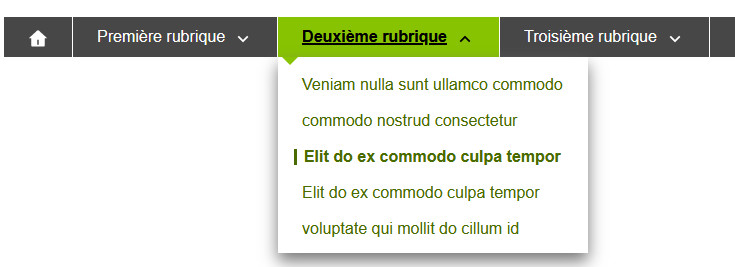 Première rubrique Deuxième rubrique Troisième rubrique
Veniam nulla sunt ullamco commodo
commodo nostrud consectetur
Elit do ex commodo culpa tempor
Elit do ex commodo culpa tempor
voluptate qui mollit do cillum id